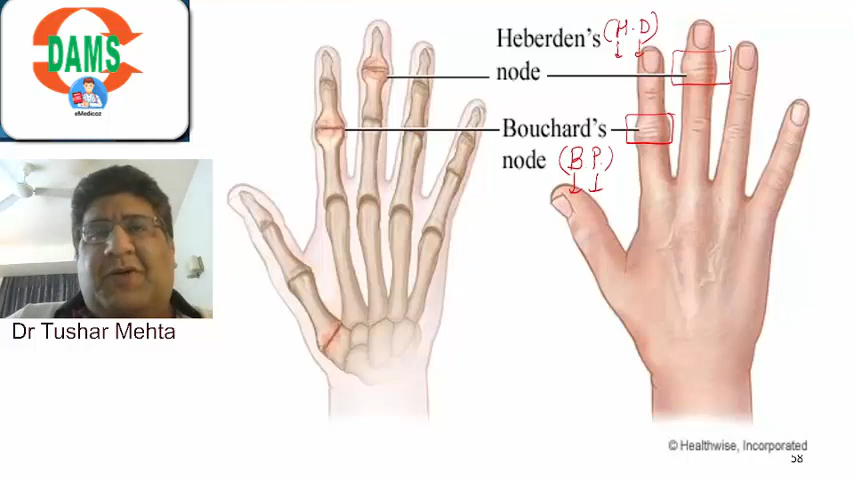 DAMS
eMedicoz
Heberden's (H.D)
node
Bouchard's
node (B P.)
Dr Tushar Mehta
© Healthwise, Incorporated
58